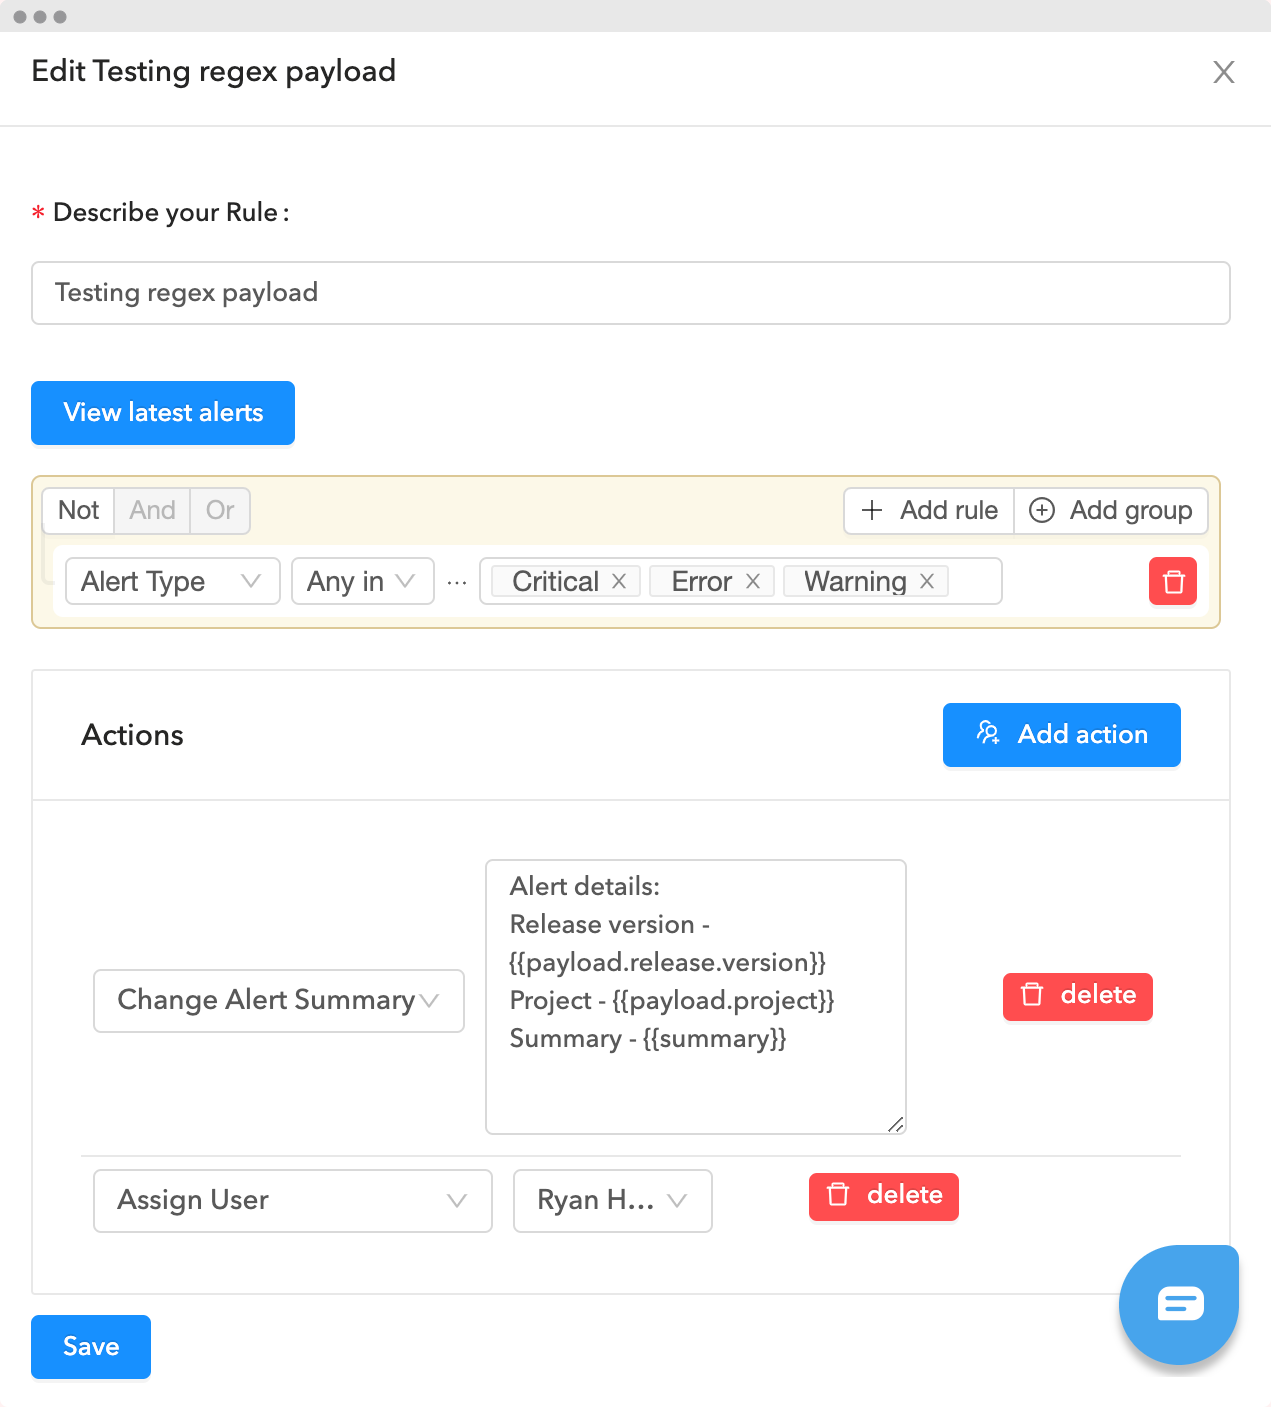 Edit Testing regex payload
* Describe your Rule :
Testing regex payload
View latest alerts
Not And Or Add rule Add group
Alert Type Any in ... Critical Error Warning
Actions Add action
Alert details:
Release version -
{{payload.release.version}}
Project - {{payload.project}}
Summary - {{summary}}
Change Alert Summary delete
Assign User Ryan H... delete
Save